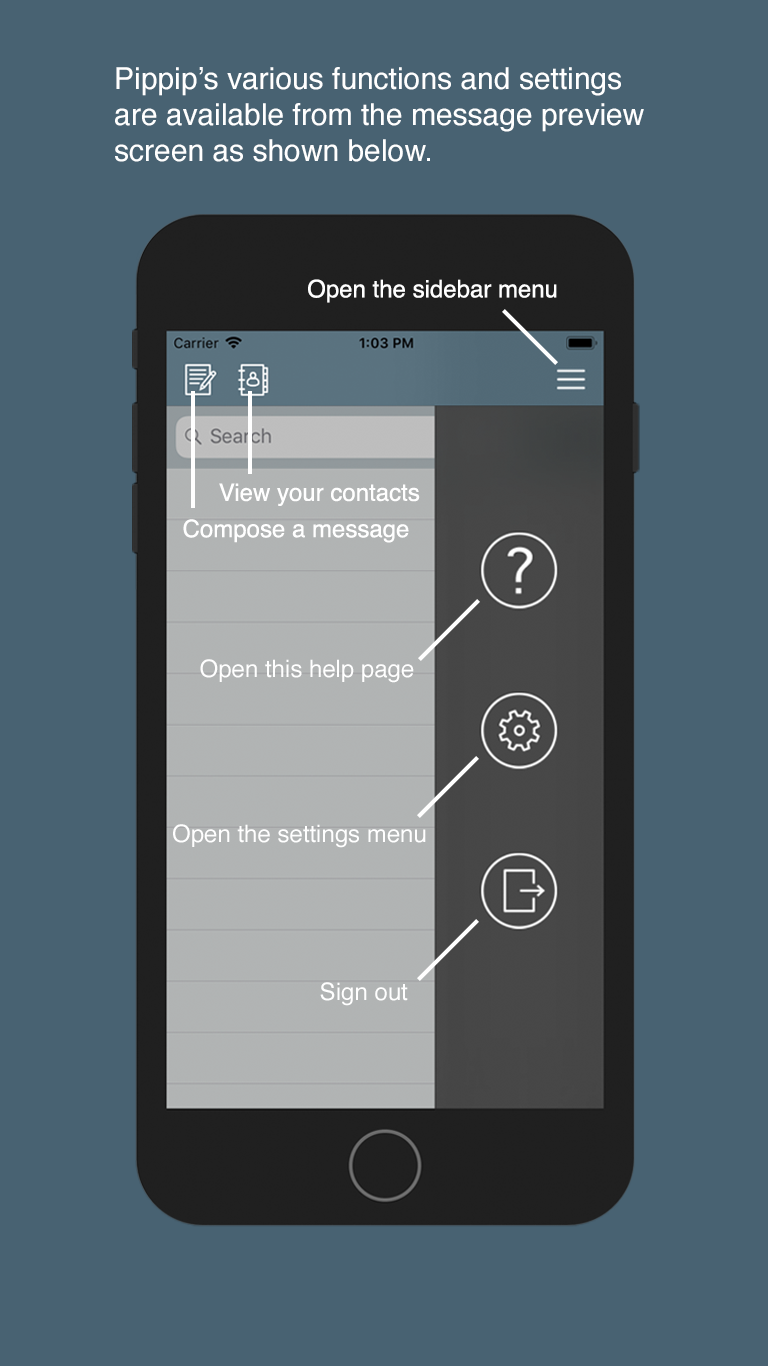 Pippip’s various functions and settings
are available from the message preview
screen as shown below.
Open the sidebar menu
Carrier 1:03 PM
Search
View your contacts
Compose a message
?
Open this help page
Open the settings menu
Sign out